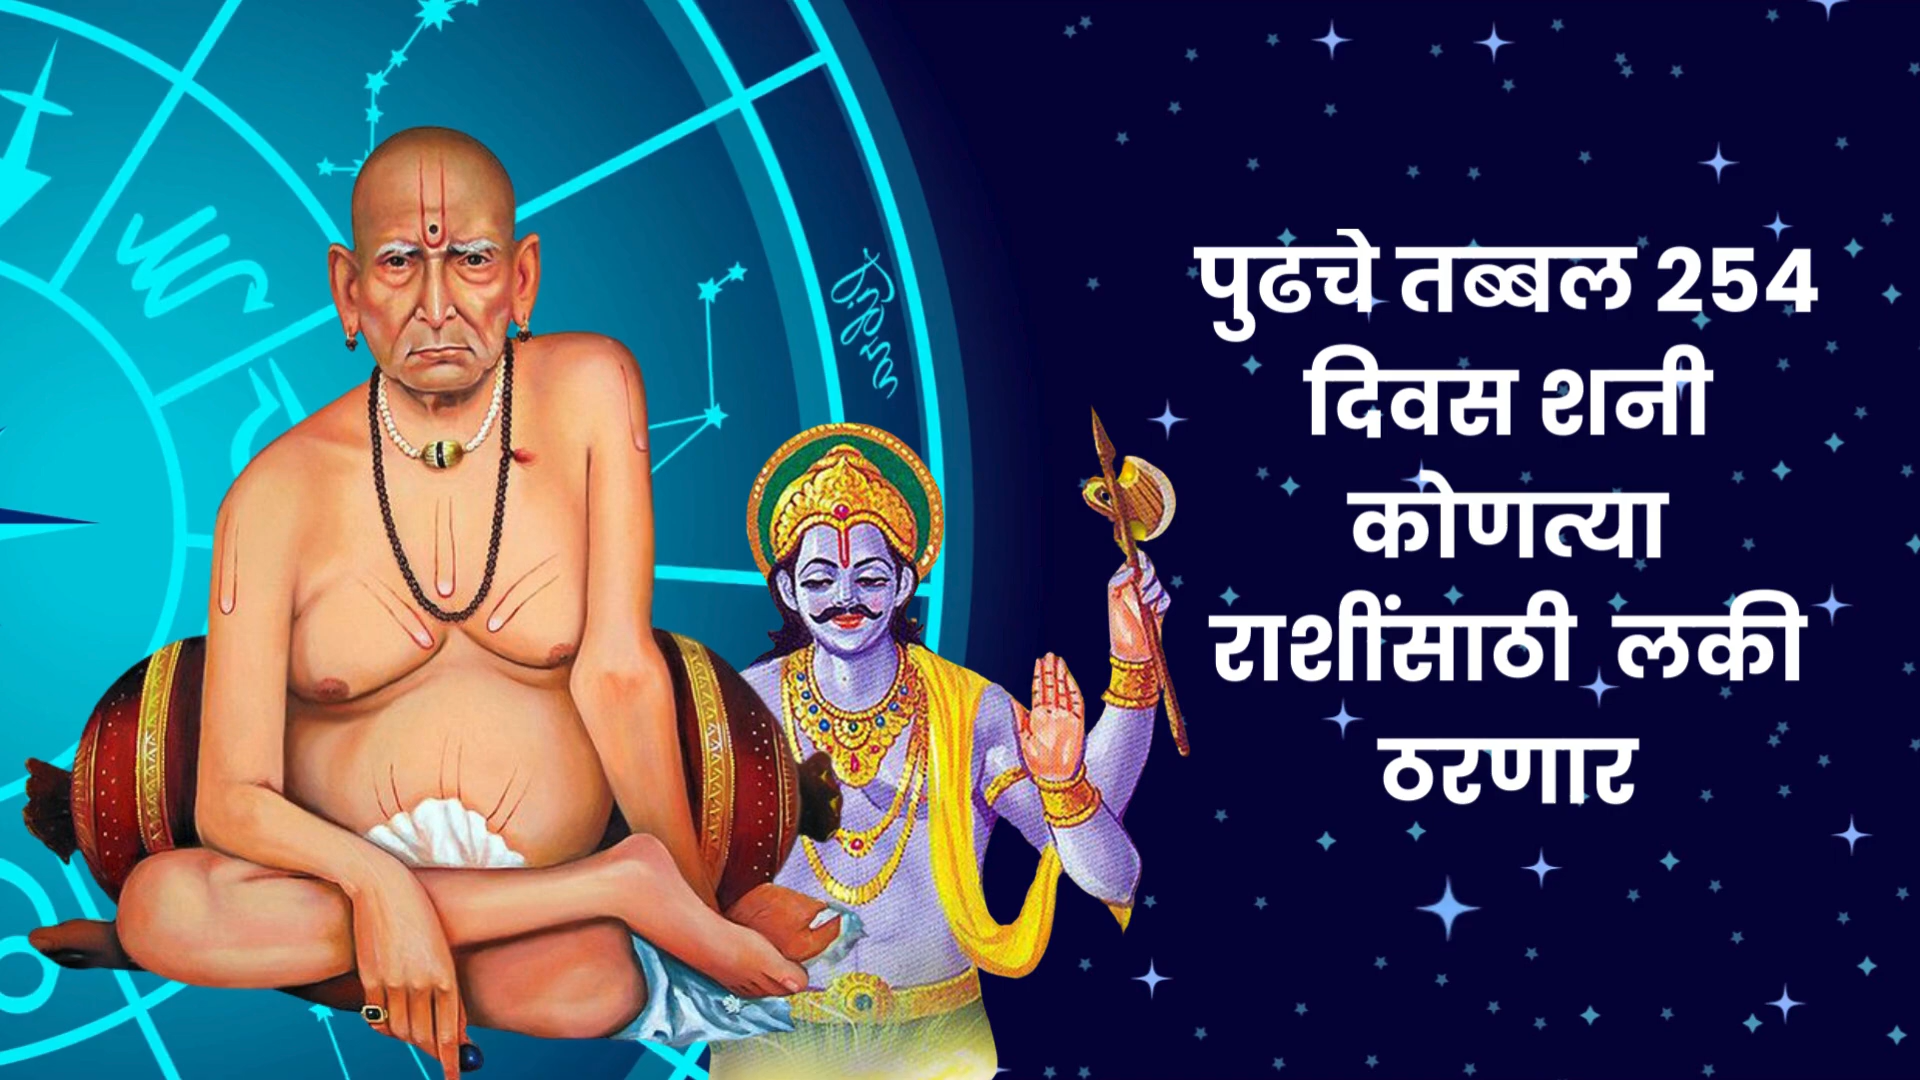 पुढचे तब्बल 254
दिवस शनी
कोणत्या
राशींसाठी लकी
ठरणार